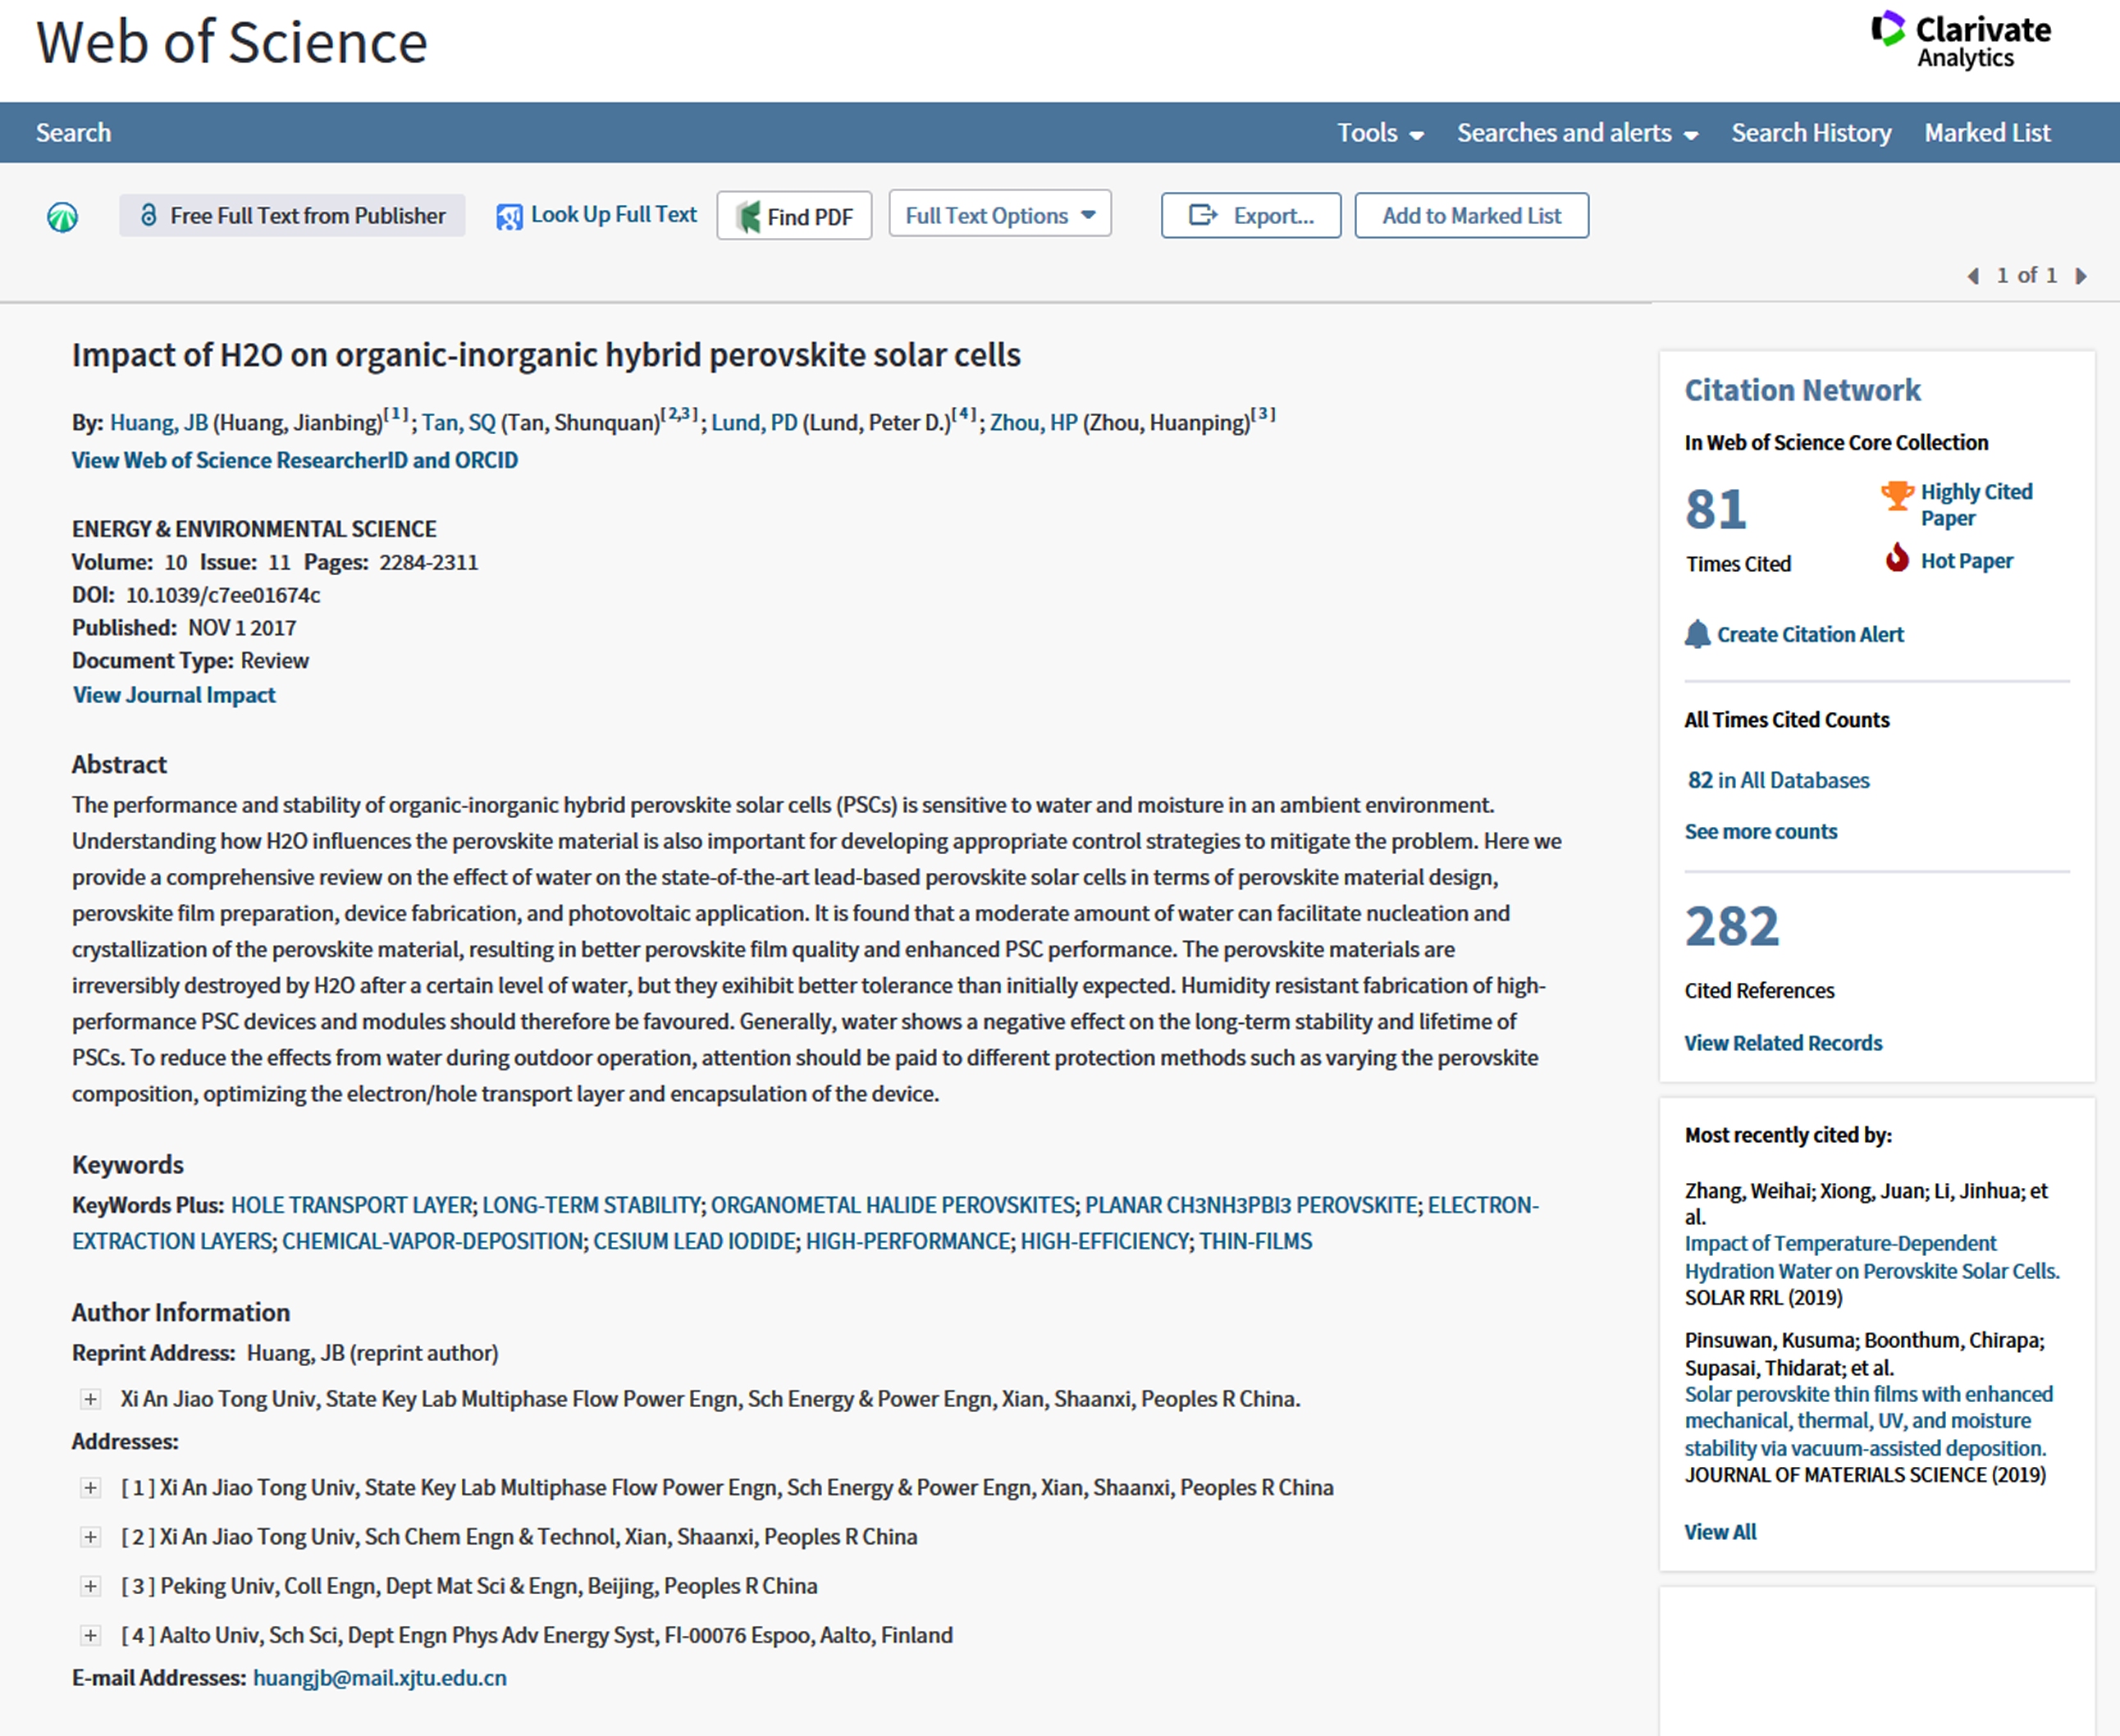 Web of Science
Clarivate
Analytics
Search
Tools
Searches and alerts
Search History
Marked List
Free Full Text from Publisher
Look Up Full Text
Find PDF
Full Text Options
Export...
Add to Marked List
1 of 1
Impact of H2O on organic-inorganic hybrid perovskite solar cells
By: Huang, JB (Huang, Jianbing)[1]; Tan, SQ (Tan, Shunquan)[2,3]; Lund, PD (Lund, Peter D.)[4]; Zhou, HP (Zhou, Huanping)[3]
View Web of Science ResearcherID and ORCID
ENERGY & ENVIRONMENTAL SCIENCE
Volume: 10 Issue: 11 Pages: 2284-2311
DOI: 10.1039/c7ee01674c
Published: NOV 1 2017
Document Type: Review
View Journal Impact
Abstract
The performance and stability of organic-inorganic hybrid perovskite solar cells (PSCs) is sensitive to water and moisture in an ambient environment.
Understanding how H2O influences the perovskite material is also important for developing appropriate control strategies to mitigate the problem. Here we
provide a comprehensive review on the effect of water on the state-of-the-art lead-based perovskite solar cells in terms of perovskite material design,
perovskite film preparation, device fabrication, and photovoltaic application. It is found that a moderate amount of water can facilitate nucleation and
crystallization of the perovskite material, resulting in better perovskite film quality and enhanced PSC performance. The perovskite materials are
irreversibly destroyed by H2O after a certain level of water, but they exihibit better tolerance than initially expected. Humidity resistant fabrication of high-
performance PSC devices and modules should therefore be favoured. Generally, water shows a negative effect on the long-term stability and lifetime of
PSCs. To reduce the effects from water during outdoor operation, attention should be paid to different protection methods such as varying the perovskite
composition, optimizing the electron/hole transport layer and encapsulation of the device.
Keywords
KeyWords Plus: HOLE TRANSPORT LAYER; LONG-TERM STABILITY; ORGANOMETAL HALIDE PEROVSKITES; PLANAR CH3NH3PBI3 PEROVSKITE; ELECTRON-
EXTRACTION LAYERS; CHEMICAL-VAPOR-DEPOSITION; CESIUM LEAD IODIDE; HIGH-PERFORMANCE; HIGH-EFFICIENCY; THIN-FILMS
Author Information
Reprint Address: Huang, JB (reprint author)
Xi An Jiao Tong Univ, State Key Lab Multiphase Flow Power Engn, Sch Energy & Power Engn, Xian, Shaanxi, Peoples R China.
Addresses:
[ 1 ] Xi An Jiao Tong Univ, State Key Lab Multiphase Flow Power Engn, Sch Energy & Power Engn, Xian, Shaanxi, Peoples R China
[ 2 ] Xi An Jiao Tong Univ, Sch Chem Engn & Technol, Xian, Shaanxi, Peoples R China
[ 3 ] Peking Univ, Coll Engn, Dept Mat Sci & Engn, Beijing, Peoples R China
[ 4 ] Aalto Univ, Sch Sci, Dept Engn Phys Adv Energy Syst, FI-00076 Espoo, Aalto, Finland
E-mail Addresses: huangjb@mail.xjtu.edu.cn
Citation Network
In Web of Science Core Collection
81
Times Cited
Highly Cited
Paper
Hot Paper
Create Citation Alert
All Times Cited Counts
82 in All Databases
See more counts
282
Cited References
View Related Records
Most recently cited by:
Zhang, Weihai; Xiong, Juan; Li, Jinhua; et
al.
Impact of Temperature-Dependent
Hydration Water on Perovskite Solar Cells.
SOLAR RRL (2019)
Pinsuwan, Kusuma; Boonthum, Chirapa;
Supasai, Thidarat; et al.
Solar perovskite thin films with enhanced
mechanical, thermal, UV, and moisture
stability via vacuum-assisted deposition.
JOURNAL OF MATERIALS SCIENCE (2019)
View All